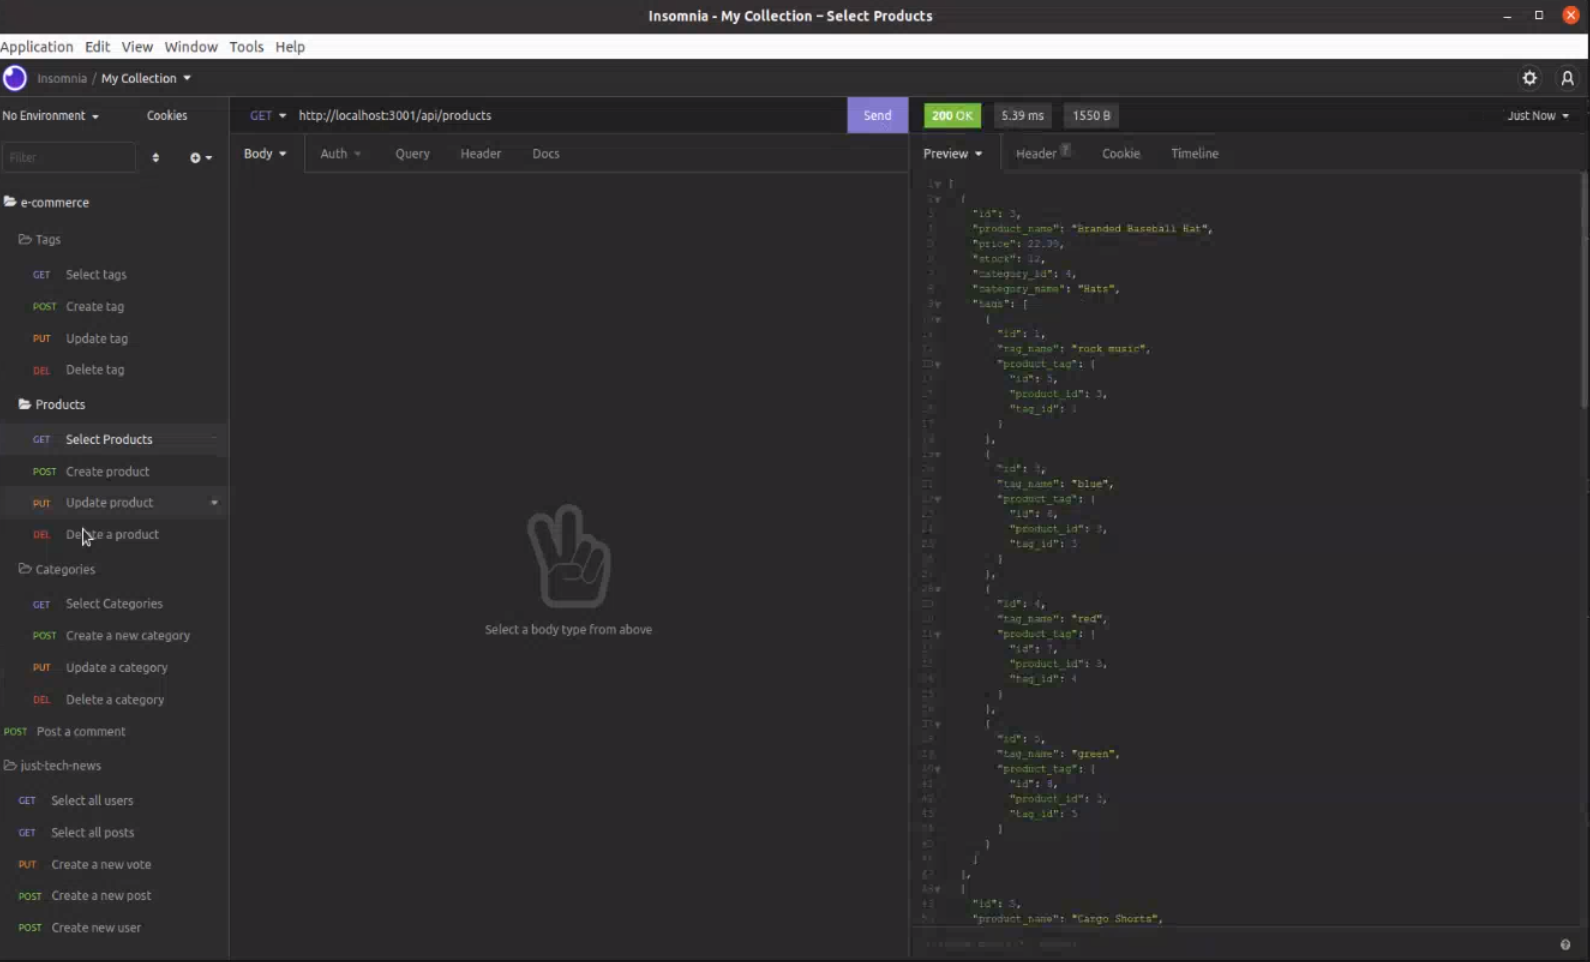 Insomnia - My Collection – Select Products
Application Edit View Window Tools Help
Insomnia / My Collection
No Environment Cookies
GET http://localhost:3001/api/products Send
200 OK 5.39 ms 1550 B Just Now
Filter
Body Auth Query Header Docs
Preview Header ? Cookie Timeline
e-commerce
Tags
GET Select tags
POST Create tag
PUT Update tag
DEL Delete tag
Products
GET Select Products
POST Create product
PUT Update product
DEL Delete a product
Categories
GET Select Categories
POST Create a new category
PUT Update a category
DEL Delete a category
POST Post a comment
just-tech-news
GET Select all users
GET Select all posts
PUT Create a new vote
POST Create a new post
POST Create new user
Select a body type from above
[
{
"id": 3,
"product_name": "Branded Baseball Hat",
"price": 22.99,
"stock": 12,
"category_id": 4,
"category_name": "Hats",
"tags": [
{
"id": 1,
"tag_name": "rock music",
"product_tag": {
"id": 5,
"product_id": 3,
"tag_id": 1
}
},
{
"id": 3,
"tag_name": "blue",
"product_tag": {
"id": 6,
"product_id": 3,
"tag_id": 3
}
},
{
"id": 4,
"tag_name": "red",
"product_tag": {
"id": 7,
"product_id": 3,
"tag_id": 4
}
},
{
"id": 5,
"tag_name": "green",
"product_tag": {
"id": 8,
"product_id": 3,
"tag_id": 5
}
}
]
},
{
"id": 5,
"product_name": "Cargo Shorts",